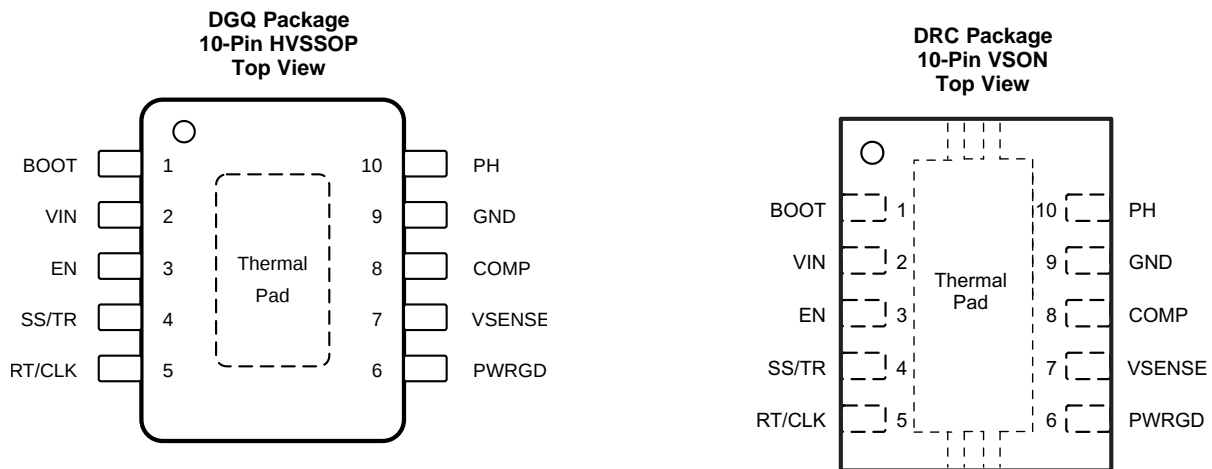 DGQ Package
10-Pin HVSSOP
Top View
BOOT 1 10 PH
VIN 2 9 GND
EN 3 8 COMP
SS/TR 4 7 VSENSE
RT/CLK 5 6 PWRGD
Thermal
Pad
DRC Package
10-Pin VSON
Top View
BOOT 1 10 PH
VIN 2 9 GND
EN 3 8 COMP
SS/TR 4 7 VSENSE
RT/CLK 5 6 PWRGD
Thermal
Pad